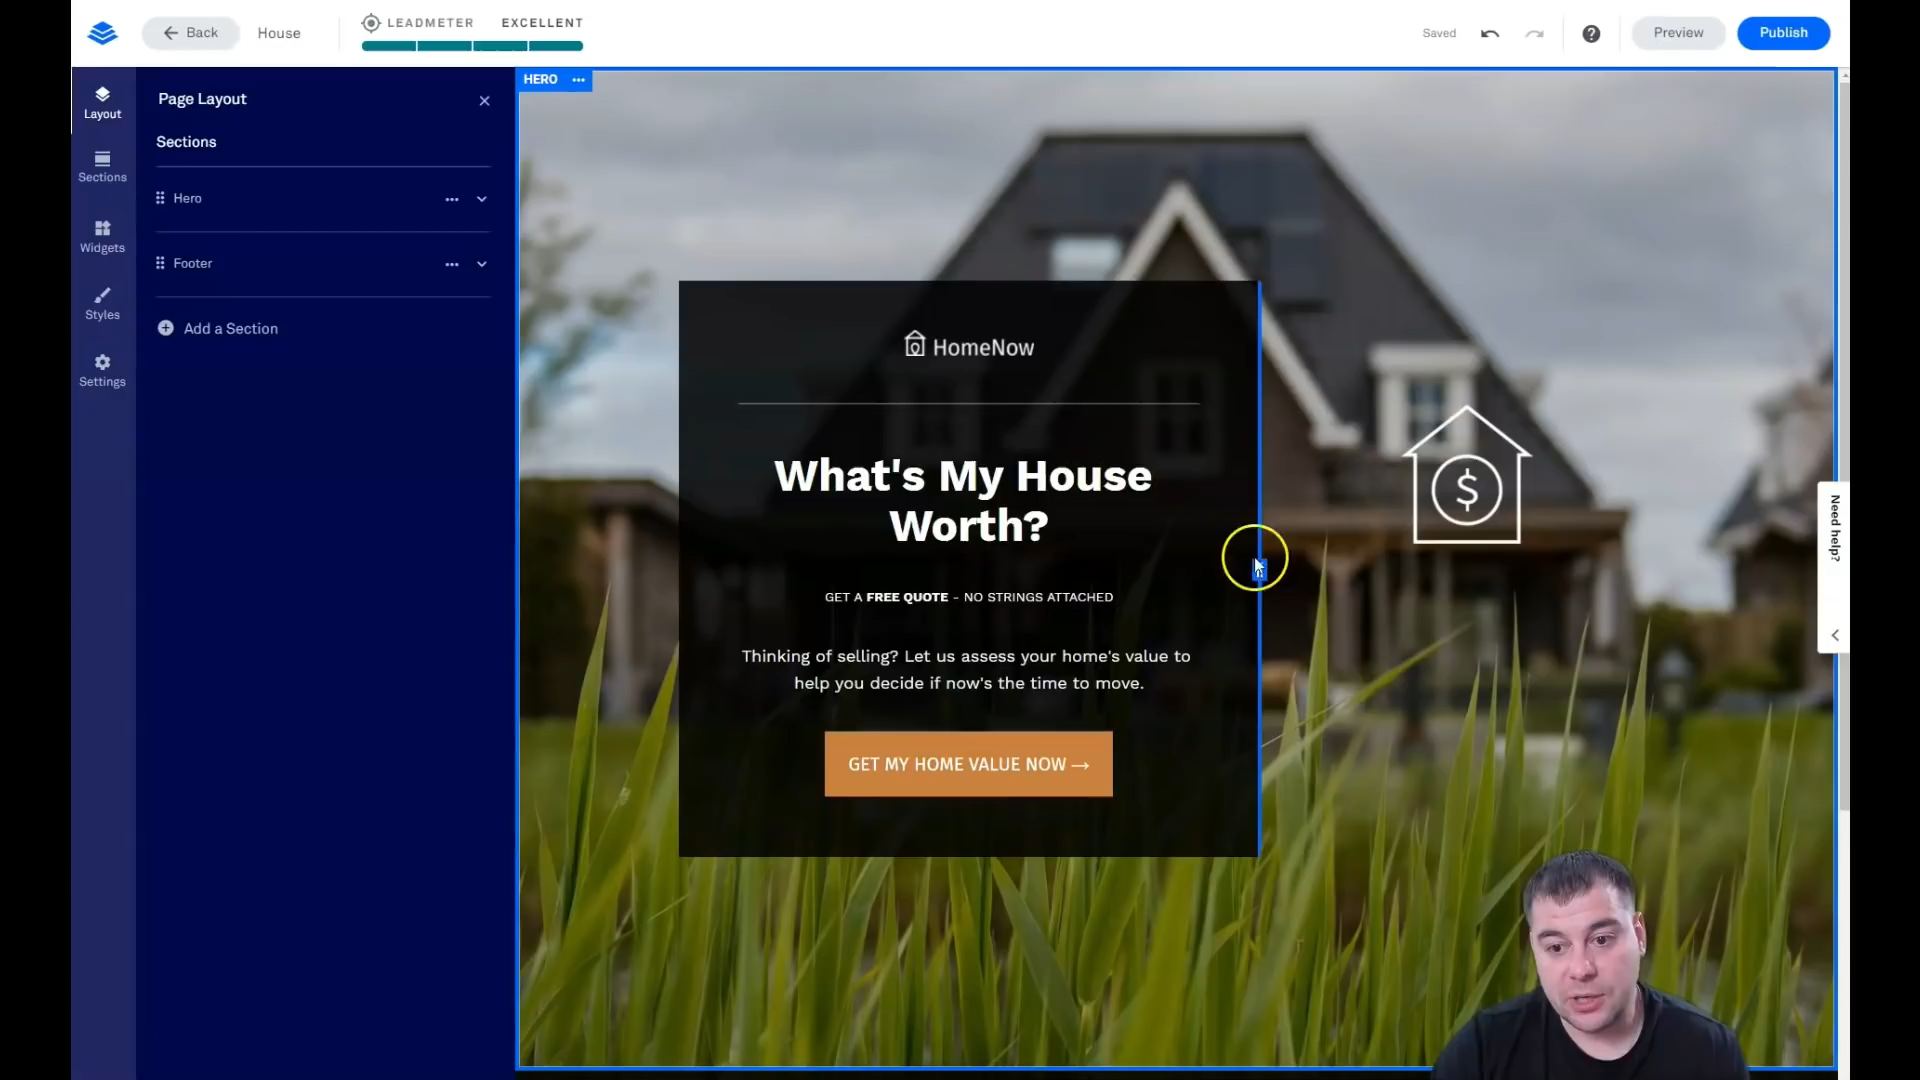 Back
House
LEADMETER EXCELLENT
Saved
Preview
Publish
Layout
Sections
Widgets
Styles
Settings
Page Layout
Sections
Hero
Footer
Add a Section
HERO
HomeNow
What's My House
Worth?
GET A FREE QUOTE - NO STRINGS ATTACHED
Thinking of selling? Let us assess your home's value to
help you decide if now's the time to move.
GET MY HOME VALUE NOW →
$
Need help?